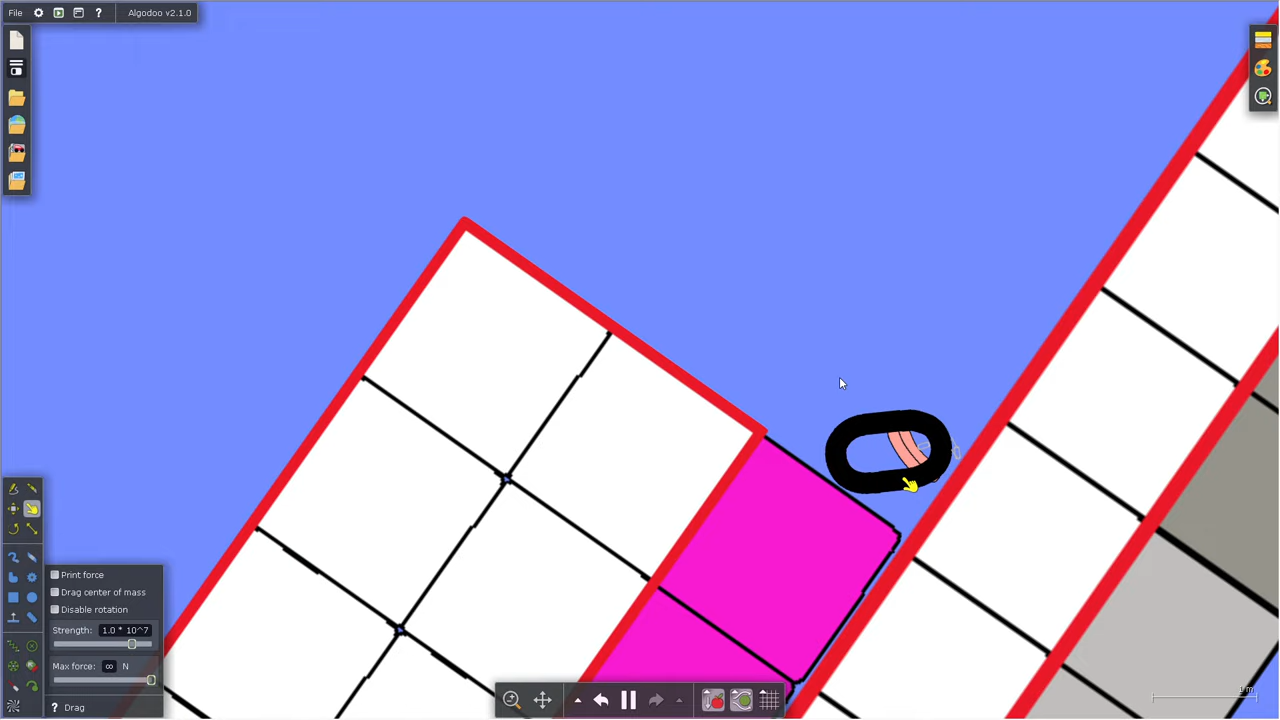 File ? Algodoo v2.1.0
Print force
Drag center of mass
Disable rotation
Strength: 1.0 * 10^7
Max force: ∞ N
? Drag
1 m